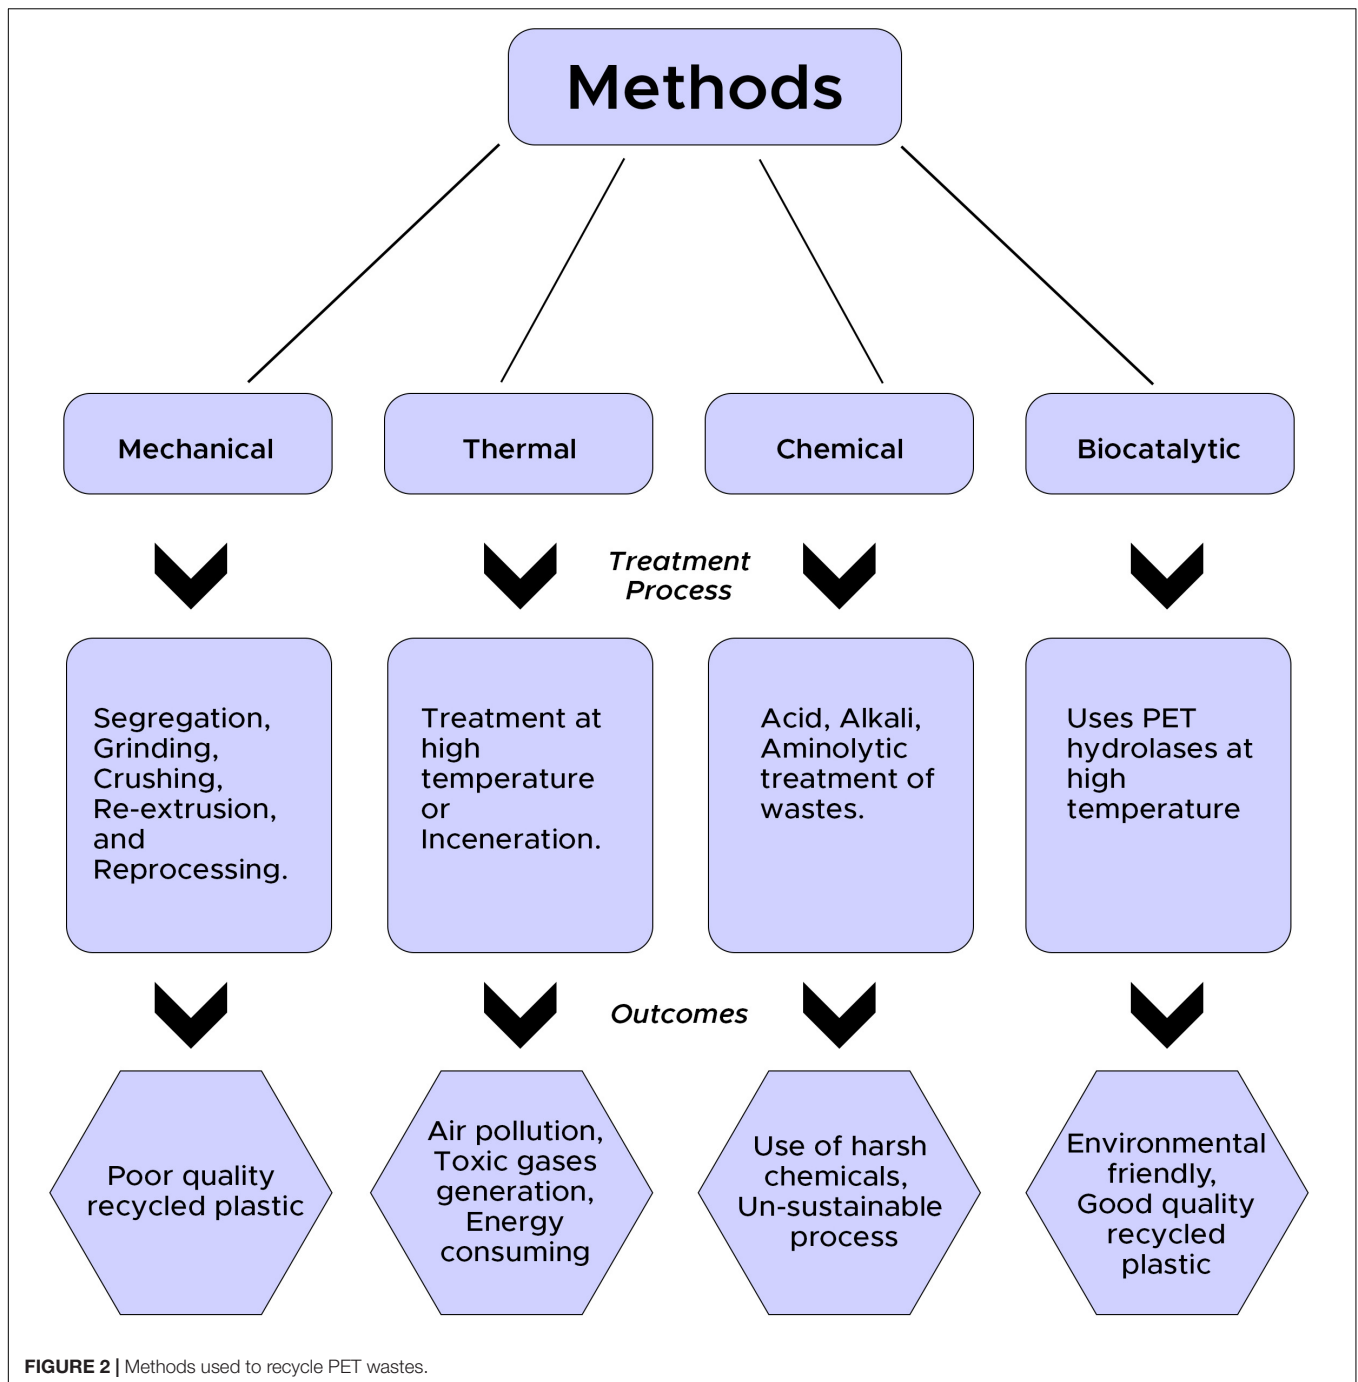 Methods
Mechanical
Thermal
Chemical
Biocatalytic
Treatment
Process
Segregation,
Grinding,
Crushing,
Re-extrusion,
and
Reprocessing.
Treatment at
high
temperature
or
Inceneration.
Acid, Alkali,
Aminolytic
treatment of
wastes.
Uses PET
hydrolases at
high
temperature
Outcomes
Poor quality
recycled plastic
Air pollution,
Toxic gases
generation,
Energy
consuming
Use of harsh
chemicals,
Un-sustainable
process
Environmental
friendly,
Good quality
recycled
plastic
FIGURE 2 | Methods used to recycle PET wastes.